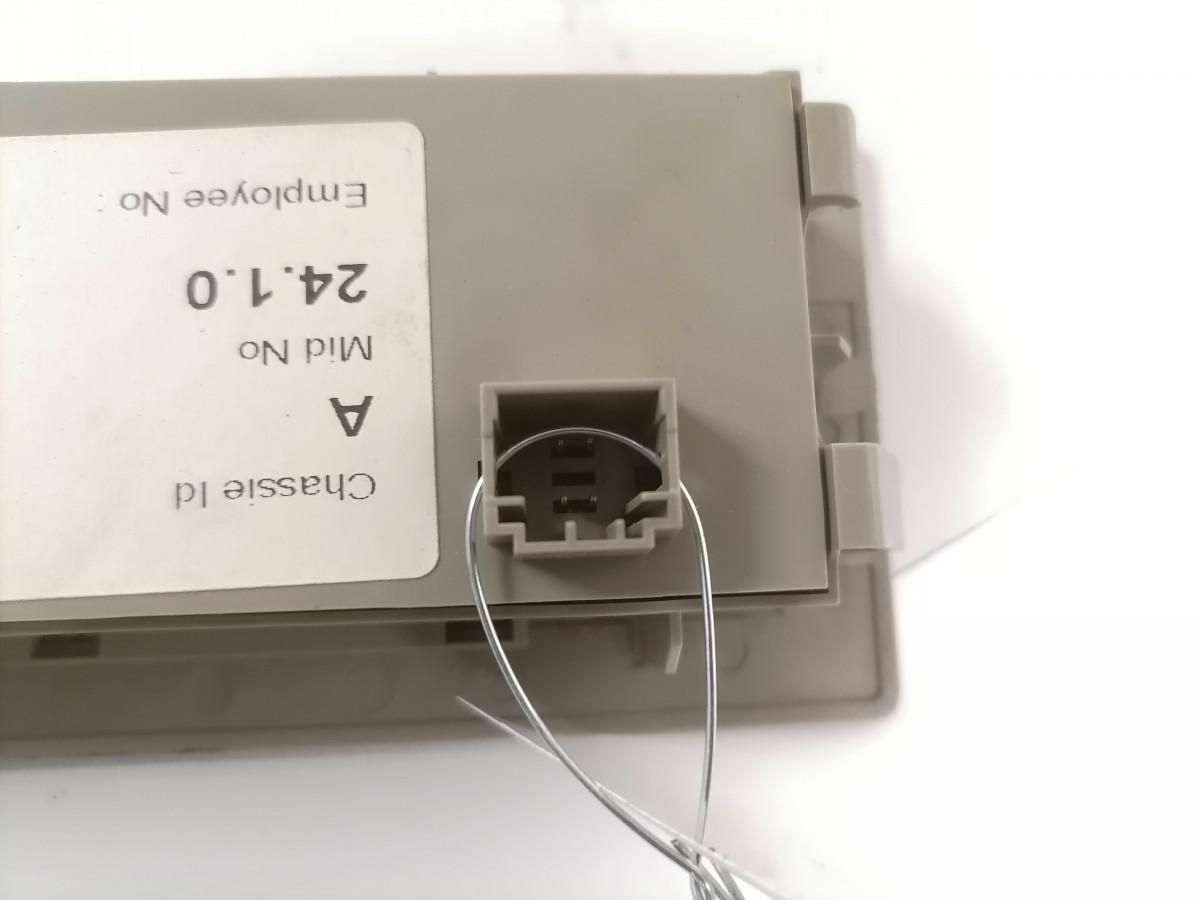 Chassie Id
A
Mid No
24.1.0
Employee No :